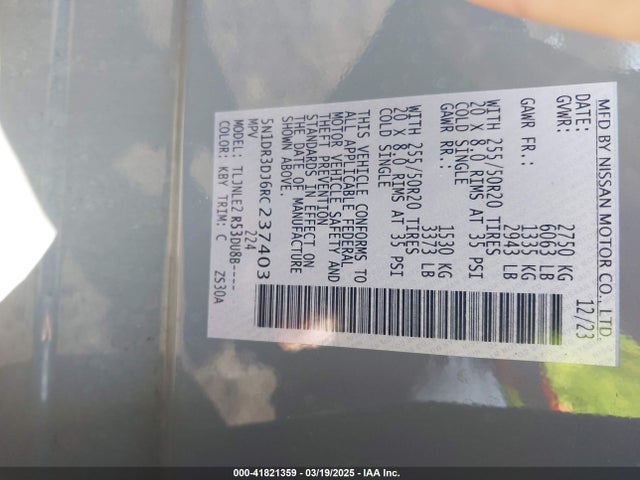 MFD BY NISSAN MOTOR CO., LTD.
DATE: 12/23
GVWR: 2750 KG
6063 LB
GAWR FR.: 1335 KG
2943 LB
WITH 255/50R20 TIRES
20 X 8.0 RIMS AT 35 PSI
COLD SINGLE
GAWR RR.: 1530 KG
3373 LB
WITH 255/50R20 TIRES
20 X 8.0 RIMS AT 35 PSI
COLD SINGLE
THIS VEHICLE CONFORMS TO
ALL APPLICABLE FEDERAL
MOTOR VEHICLE SAFETY AND
THEFT PREVENTION
STANDARDS IN EFFECT ON
THE DATE OF MANUFACTURE
SHOWN ABOVE.
5N1DR3DJ6RC237403
MPV 224
MODEL: TLJNLE2 R53DU8B----
COLOR: KBY TRIM: C ZS30A
000-41821359 - 03/19/2025 - IAA Inc.